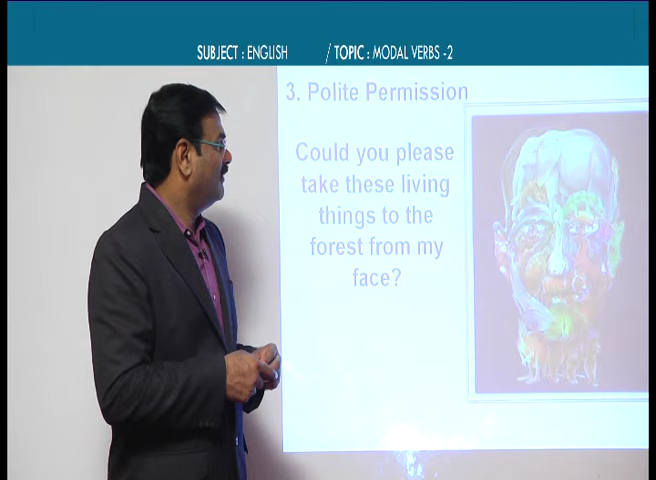 SUBJECT : ENGLISH / TOPIC : MODAL VERBS -2
3. Polite Permission
Could you please
take these living
things to the
forest from my
face?